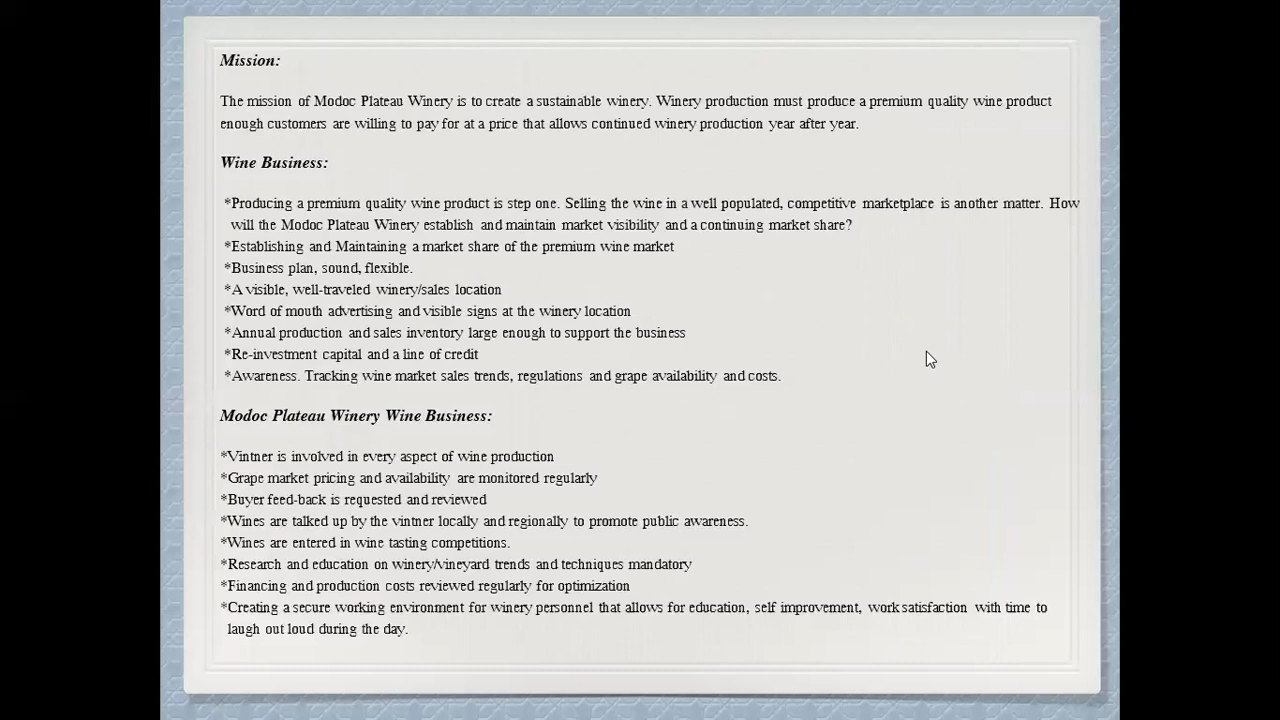 Mission:
The mission of Modoc Plateau Winery is to create a sustainable winery. Winery production must produce a premium quality wine product
enough customers are willing to pay for at a price that allows continued winery production year after year.
Wine Business:
*Producing a premium quality wine product is step one. Selling the wine in a well populated, competitive marketplace is another matter. How
will the Modoc Plateau Winery establish and maintain market visibility and a continuing market share?
*Establishing and Maintaining a market share of the premium wine market
*Business plan, sound, flexible.
*A visible, well-traveled winery/sales location
*Word of mouth advertising and visible signs at the winery location
*Annual production and sales inventory large enough to support the business
*Re-investment capital and a line of credit
*Awareness. Tracking wine market sales trends, regulations and grape availability and costs.
Modoc Plateau Winery Wine Business:
*Vintner is involved in every aspect of wine production
*Grape market pricing and availability are monitored regularly
*Buyer feed-back is requested and reviewed
*Wines are talked up by the vintner locally and regionally to promote public awareness.
*Wines are entered in wine tasting competitions.
*Research and education on winery/vineyard trends and techniques mandatory
*Financing and production costs reviewed regularly for optimization
*Creating a secure working environment for winery personnel that allows for education, self improvement, work satisfaction with time to
laugh out loud during the day.